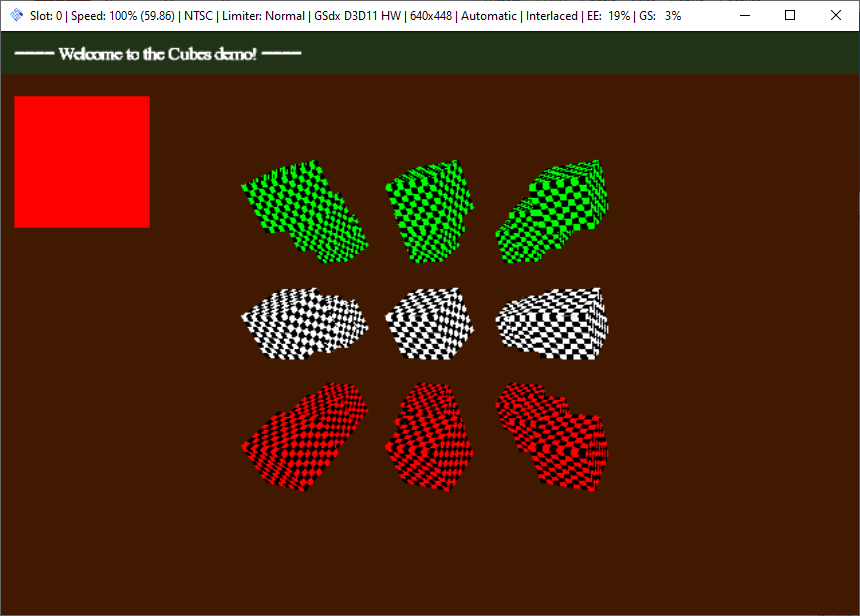 Slot: 0 | Speed: 100% (59.86) | NTSC | Limiter: Normal | GSdx D3D11 HW | 640x448 | Automatic | Interlaced | EE: 19% | GS: 3%
---- Welcome to the Cubes demo! ----